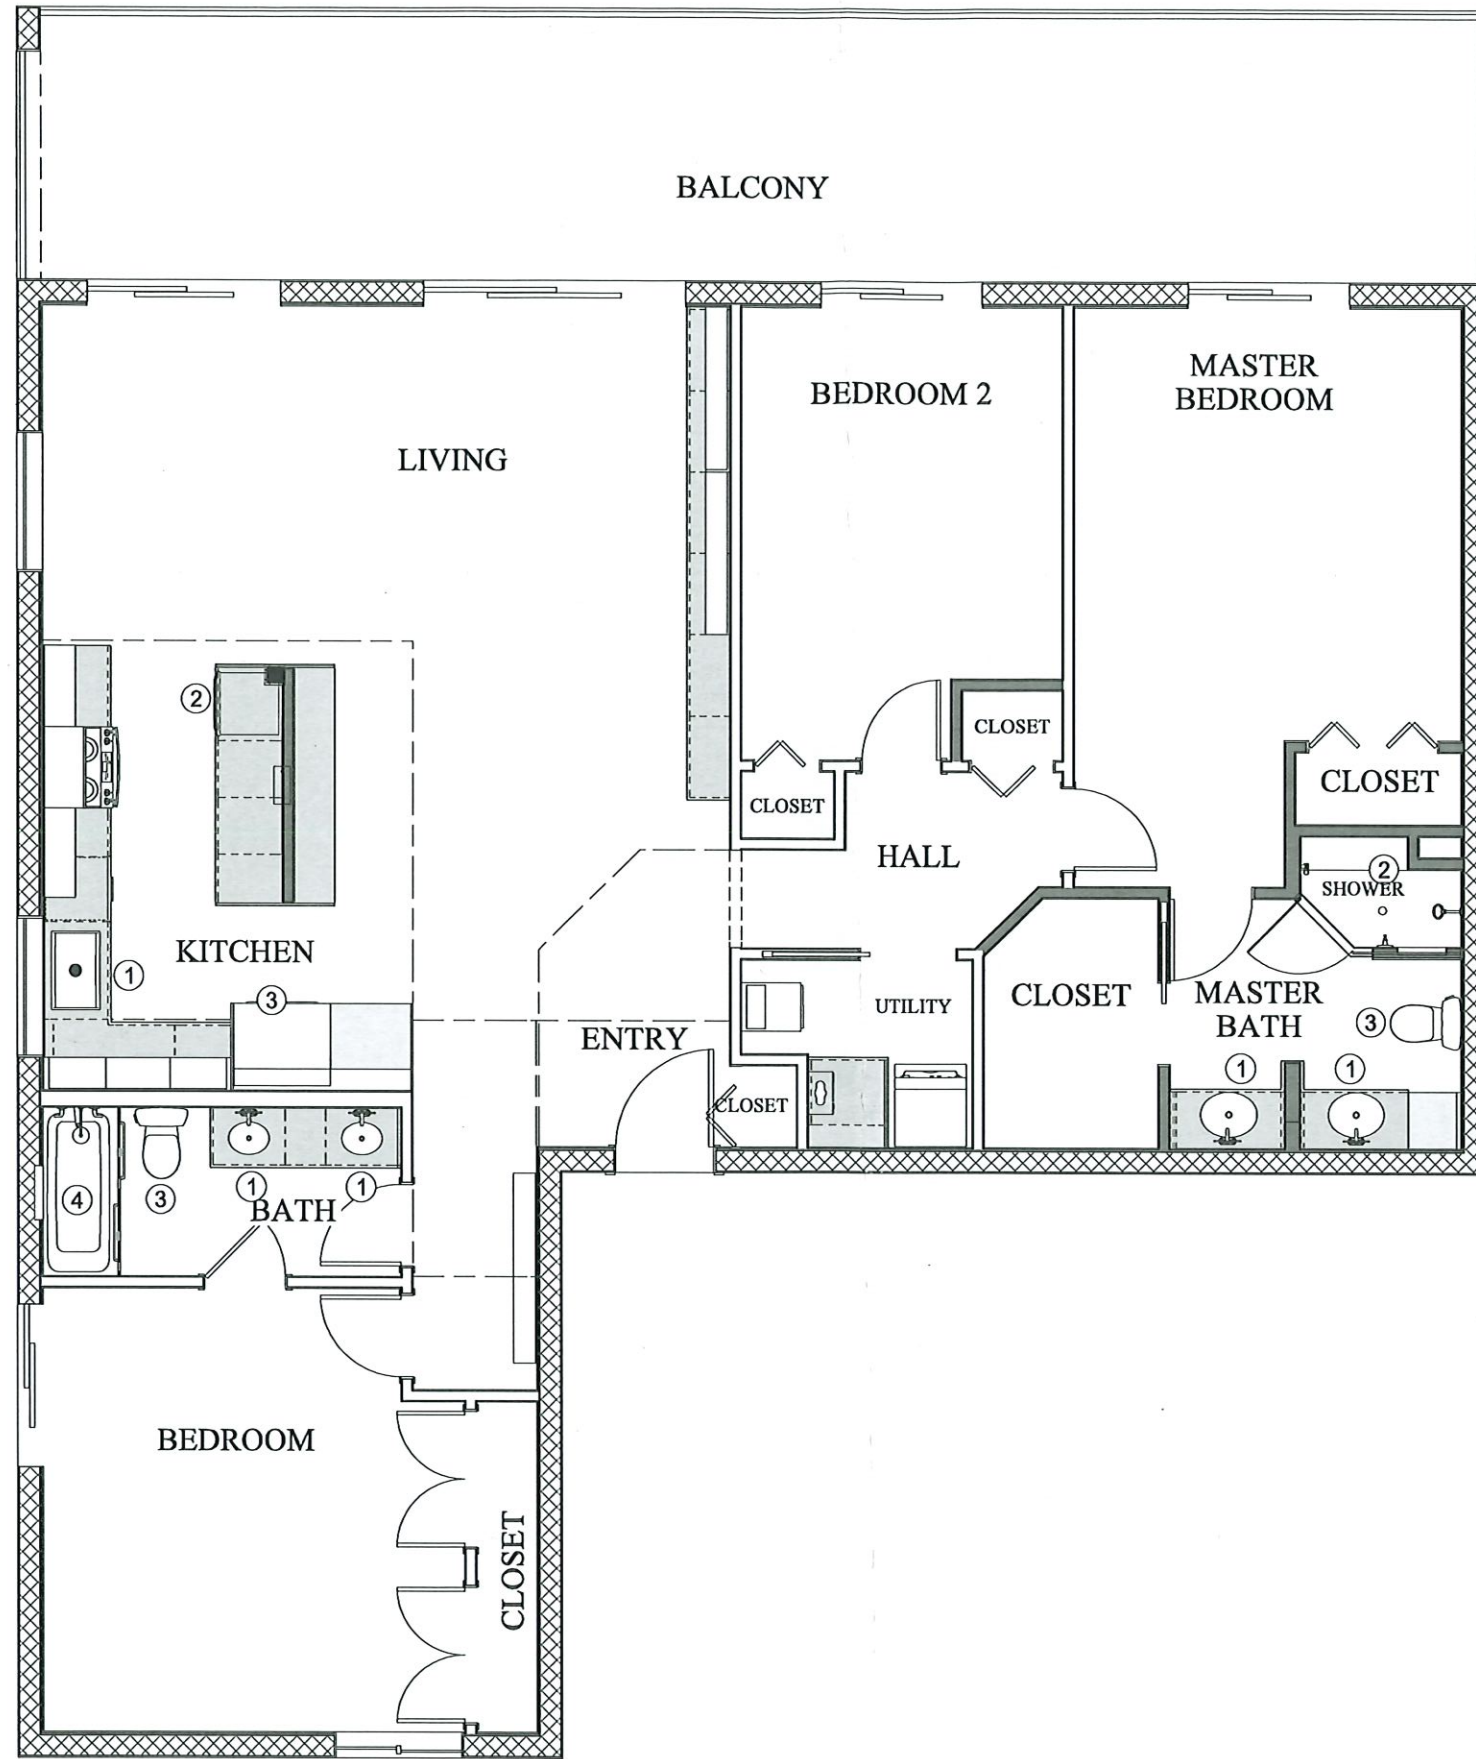 BALCONY
MASTER
BEDROOM
BEDROOM 2
LIVING
2
CLOSET
CLOSET
CLOSET
HALL
2
SHOWER
KITCHEN
1
3
CLOSET
MASTER
BATH
UTILITY
3
ENTRY
1
1
CLOSET
4
3
1
1
BATH
BEDROOM
CLOSET